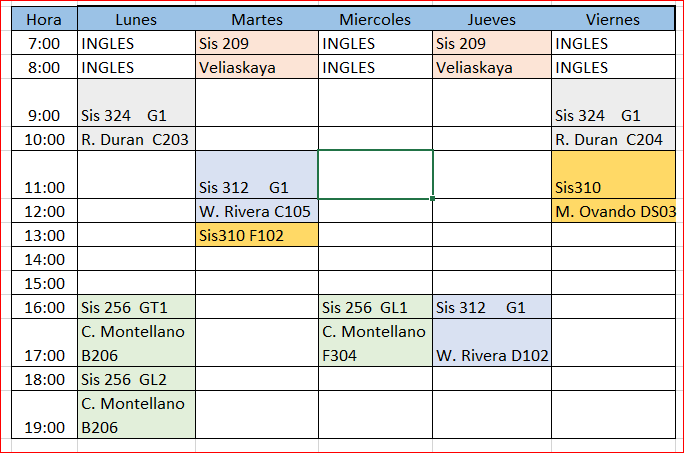 Hora Lunes Martes Miercoles Jueves Viernes
7:00 INGLES Sis 209 INGLES Sis 209 INGLES
8:00 INGLES Veliaskaya INGLES Veliaskaya INGLES
9:00 Sis 324 G1 Sis 324 G1
10:00 R. Duran C203 R. Duran C204
11:00 Sis 312 G1 Sis310
12:00 W. Rivera C105 M. Ovando DS03
13:00 Sis310 F102
14:00
15:00
16:00 Sis 256 GT1 Sis 256 GL1 Sis 312 G1
C. Montellano C. Montellano
17:00 B206 F304 W. Rivera D102
18:00 Sis 256 GL2
C. Montellano
19:00 B206